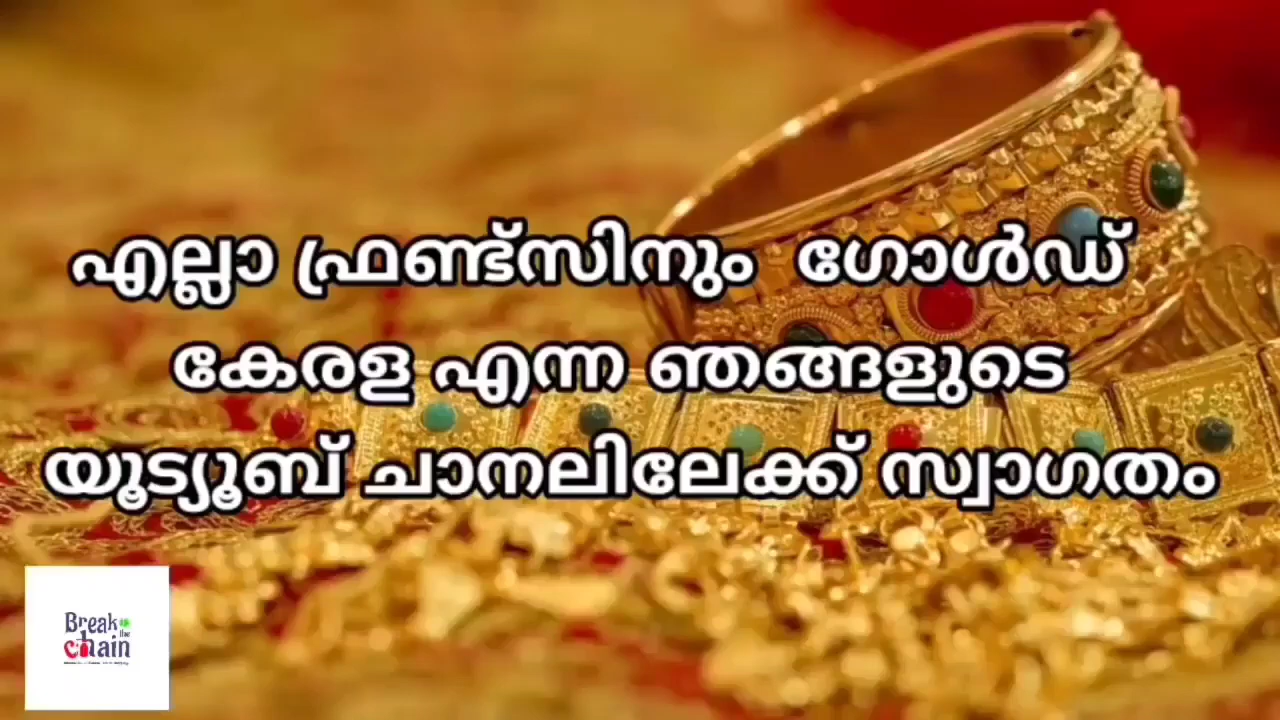 എല്ലാ ഫ്രണ്ട്സിനും ഗോൾഡ്
കേരള എന്ന ഞങ്ങളുടെ
യൂട്യൂബ് ചാനലിലേക്ക് സ്വാഗതം
Break
the
chain